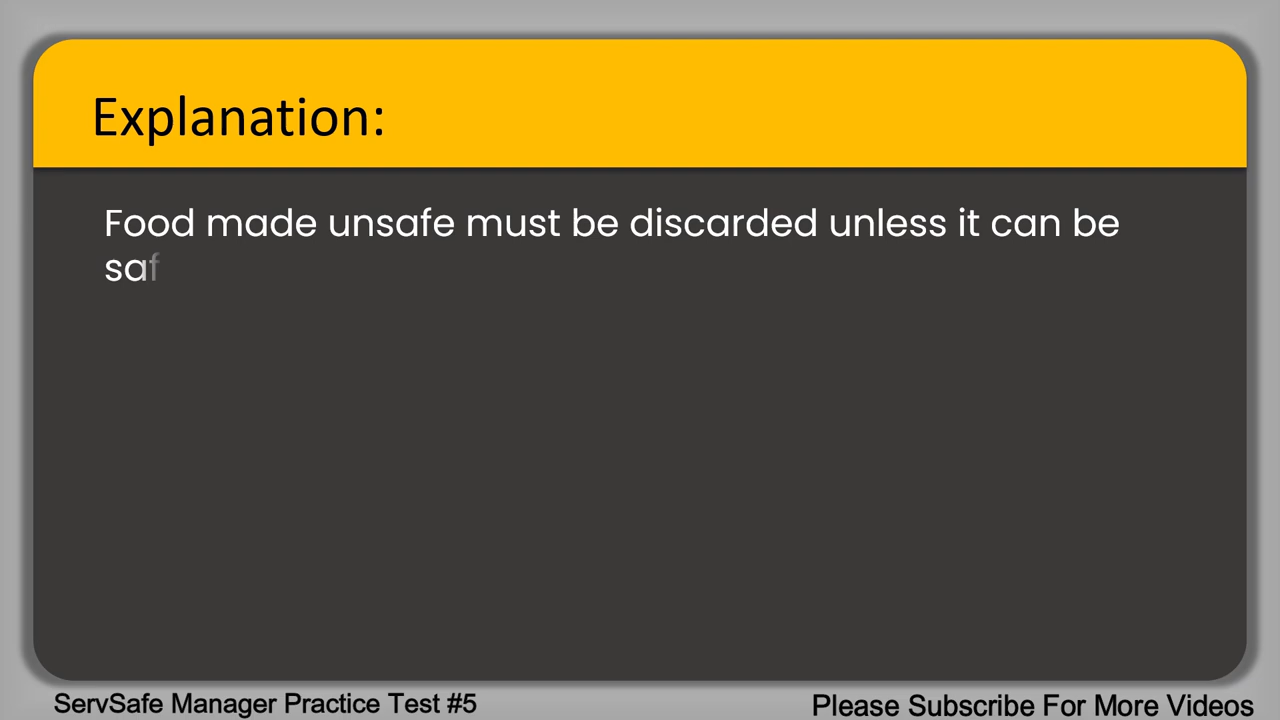 Explanation:
Food made unsafe must be discarded unless it can be
saf
ServSafe Manager Practice Test #5
Please Subscribe For More Videos